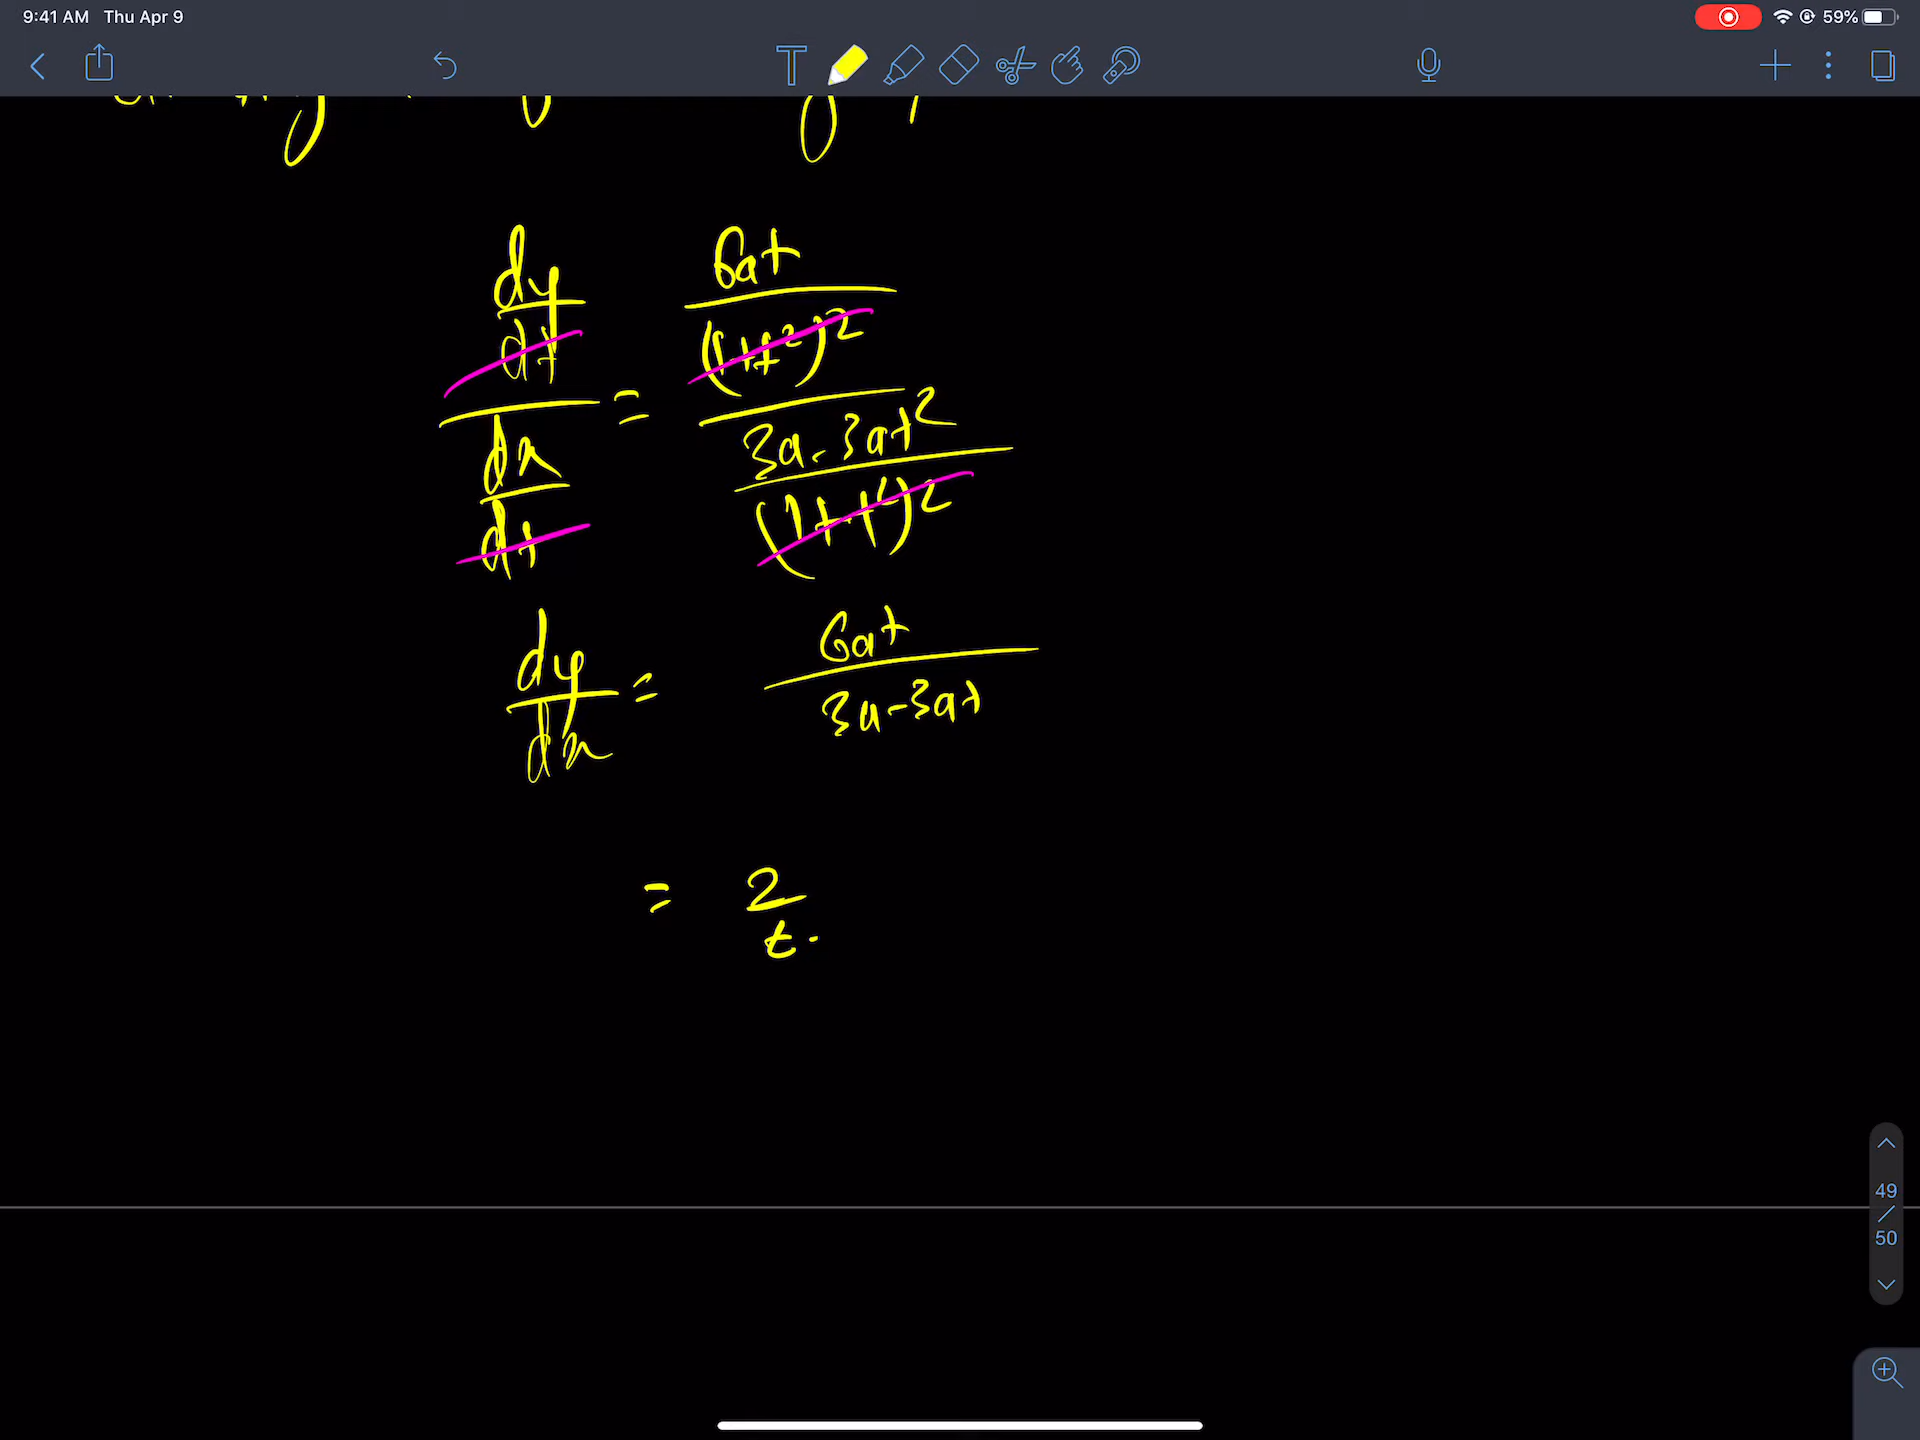 9:41 AM Thu Apr 9
59%
dy/dt / dx/dt = 6at/(1+t²)² / 3a-3at²/(1+t²)²
dy/dx = 6at/3a-3at
= 2/t.
49
/
50